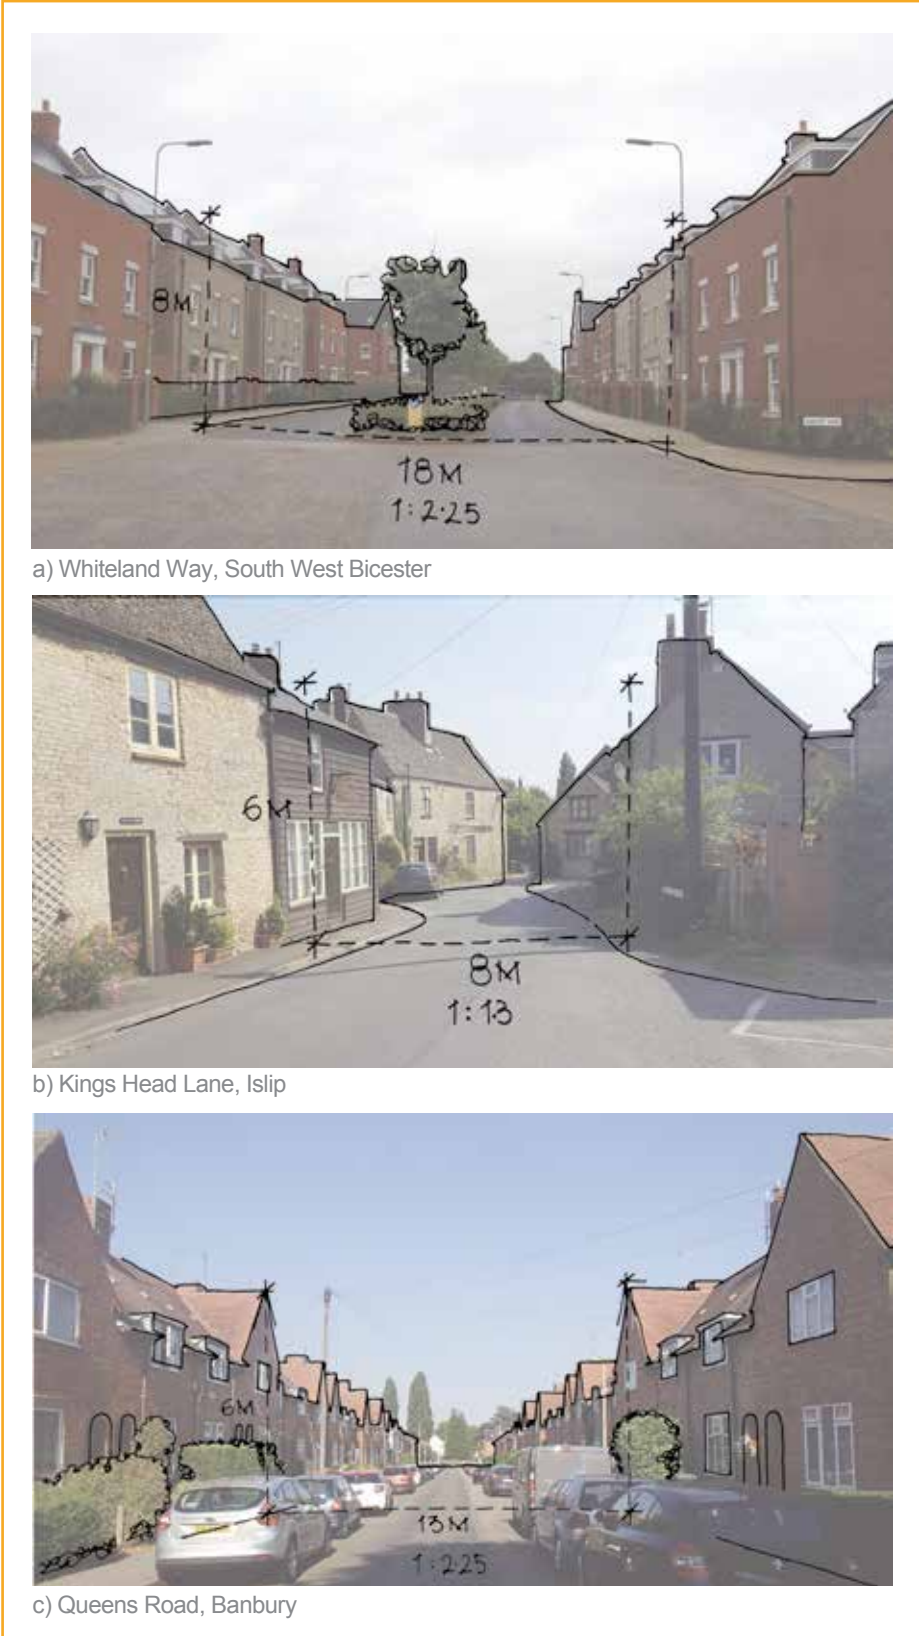 8M
18M
1:2.25
a) Whiteland Way, South West Bicester
6M
8M
1:1.3
b) Kings Head Lane, Islip
6M
13M
1:2.25
c) Queens Road, Banbury